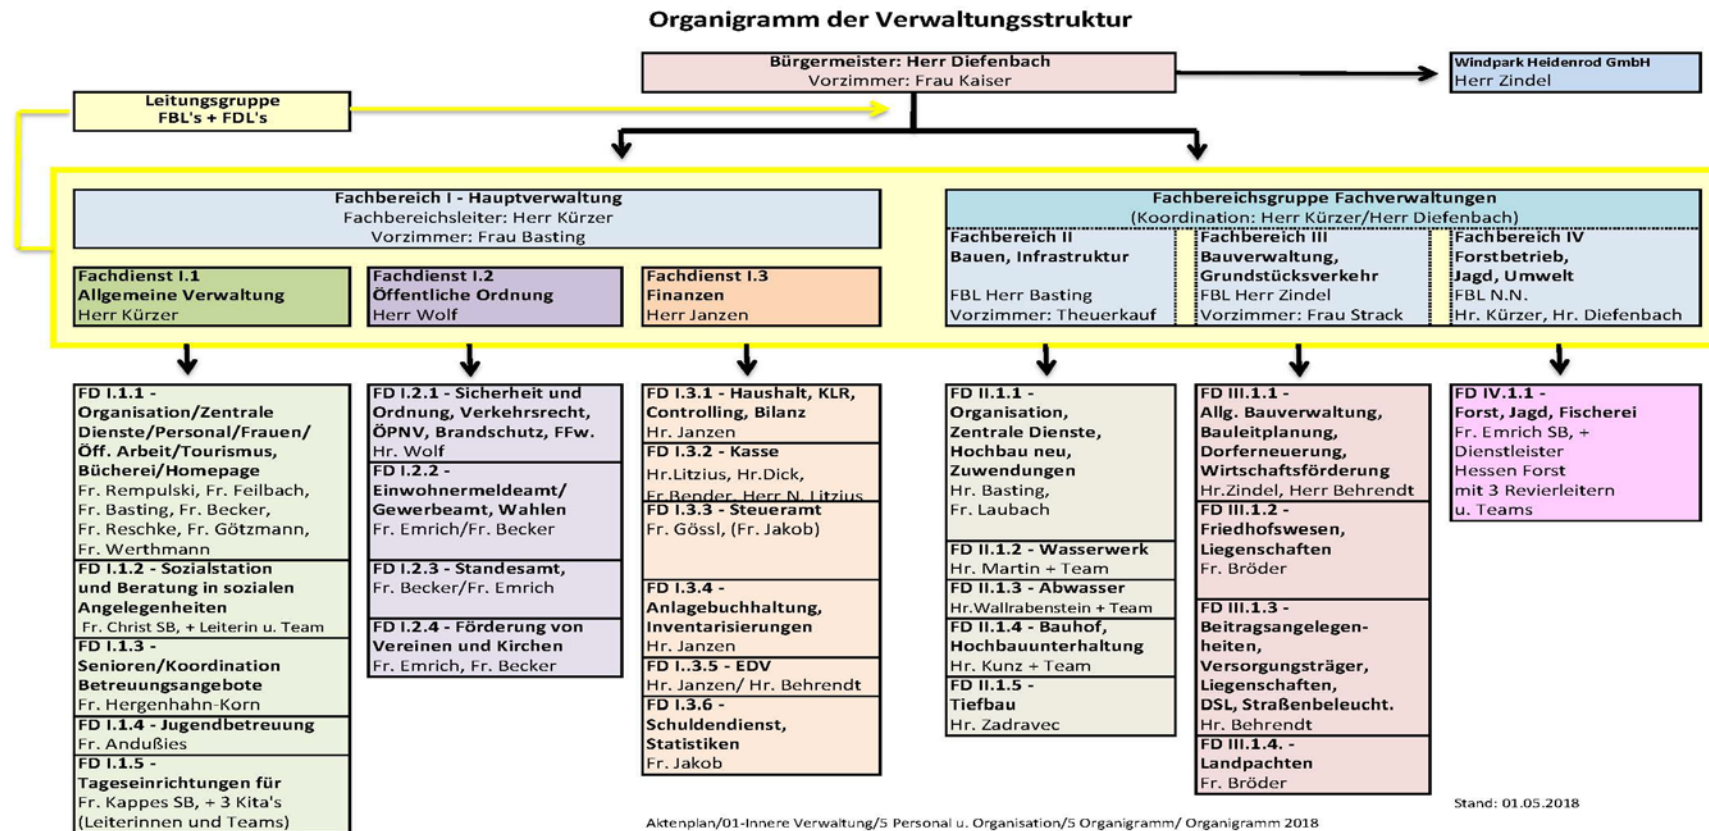 Organigramm der Verwaltungsstruktur
Bürgermeister: Herr Diefenbach
Vorzimmer: Frau Kaiser
Windpark Heidenrod GmbH
Herr Zindel
Leitungsgruppe
FBL's + FDL's
Fachbereich I - Hauptverwaltung
Fachbereichsleiter: Herr Kürzer
Vorzimmer: Frau Basting
Fachbereichsgruppe Fachverwaltungen
(Koordination: Herr Kürzer/Herr Diefenbach)
Fachdienst I.1
Allgemeine Verwaltung
Herr Kürzer
Fachdienst I.2
Öffentliche Ordnung
Herr Wolf
Fachdienst I.3
Finanzen
Herr Janzen
Fachbereich II
Bauen, Infrastruktur
FBL Herr Basting
Vorzimmer: Theuerkauf
Fachbereich III
Bauverwaltung,
Grundstücksverkehr
FBL Herr Zindel
Vorzimmer: Frau Strack
Fachbereich IV
Forstbetrieb,
Jagd, Umwelt
FBL N.N.
Hr. Kürzer, Hr. Diefenbach
FD I.1.1 -
Organisation/Zentrale
Dienste/Personal/Frauen/
Öff. Arbeit/Tourismus,
Bücherei/Homepage
Fr. Rempulski, Fr. Feilbach,
Fr. Basting, Fr. Becker,
Fr. Reschke, Fr. Götzmann,
Fr. Werthmann
FD I.1.2 - Sozialstation
und Beratung in sozialen
Angelegenheiten
Fr. Christ SB, + Leiterin u. Team
FD I.1.3 -
Senioren/Koordination
Betreuungsangebote
Fr. Hergenhahn-Korn
FD I.1.4 - Jugendbetreuung
Fr. Andußies
FD I.1.5 -
Tageseinrichtungen für
Fr. Kappes SB, + 3 Kita's
(Leiterinnen und Teams)
FD I.2.1 - Sicherheit und
Ordnung, Verkehrsrecht,
ÖPNV, Brandschutz, FFw.
Hr. Wolf
FD I.2.2 -
Einwohnermeldeamt/
Gewerbeamt, Wahlen
Fr. Emrich/Fr. Becker
FD I.2.3 - Standesamt,
Fr. Becker/Fr. Emrich
FD I.2.4 - Förderung von
Vereinen und Kirchen
Fr. Emrich, Fr. Becker
FD I.3.1 - Haushalt, KLR,
Controlling, Bilanz
Hr. Janzen
FD I.3.2 - Kasse
Hr.Litzius, Hr.Dick,
Fr.Bender, Herr N. Litzius
FD I.3.3 - Steueramt
Fr. Gössl, (Fr. Jakob)
FD I.3.4 -
Anlagebuchhaltung,
Inventarisierungen
Hr. Janzen
FD I..3.5 - EDV
Hr. Janzen/ Hr. Behrendt
FD I.3.6 -
Schuldendienst,
Statistiken
Fr. Jakob
FD II.1.1 -
Organisation,
Zentrale Dienste,
Hochbau neu,
Zuwendungen
Hr. Basting,
Fr. Laubach
FD II.1.2 - Wasserwerk
Hr. Martin + Team
FD II.1.3 - Abwasser
Hr.Wallrabenstein + Team
FD II.1.4 - Bauhof,
Hochbauunterhaltung
Hr. Kunz + Team
FD II.1.5 -
Tiefbau
Hr. Zadravec
FD III.1.1 -
Allg. Bauverwaltung,
Bauleitplanung,
Dorferneuerung,
Wirtschaftsförderung
Hr.Zindel, Herr Behrendt
FD III.1.2 -
Friedhofswesen,
Liegenschaften
Fr. Bröder
FD III.1.3 -
Beitragsangelegen-
heiten,
Versorgungsträger,
Liegenschaften,
DSL, Straßenbeleucht.
Hr. Behrendt
FD III.1.4. -
Landpachten
Fr. Bröder
FD IV.1.1 -
Forst, Jagd, Fischerei
Fr. Emrich SB, +
Dienstleister
Hessen Forst
mit 3 Revierleitern
u. Teams
Stand: 01.05.2018
Aktenplan/01-Innere Verwaltung/5 Personal u. Organisation/5 Organigramm/ Organigramm 2018